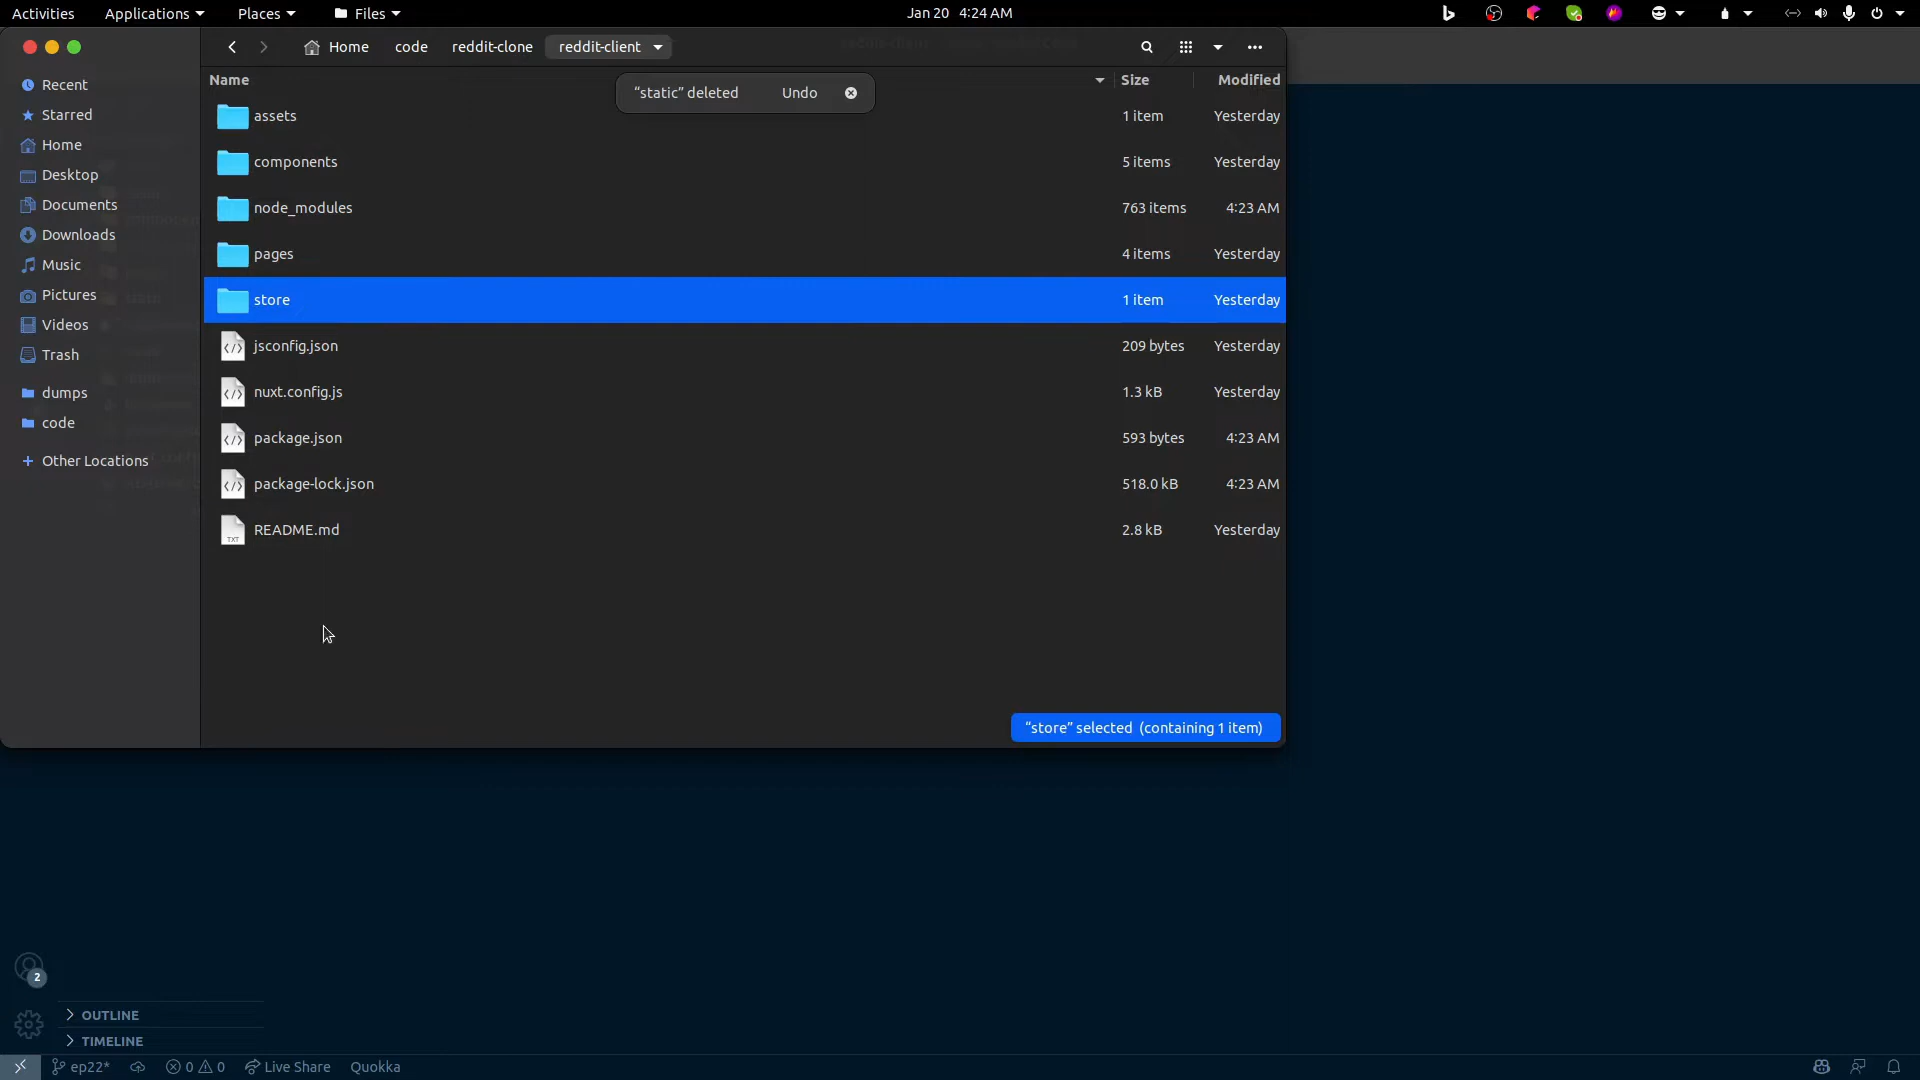 Activities Applications Places Files Jan 20 4:24 AM
Home code reddit-clone reddit-client
Recent
Starred
Home
Desktop
Documents
Downloads
Music
Pictures
Videos
Trash
dumps
code
Other Locations
Name Size Modified
“static” deleted Undo
assets 1 item Yesterday
components 5 items Yesterday
node_modules 763 items 4:23 AM
pages 4 items Yesterday
store 1 item Yesterday
jsconfig.json 209 bytes Yesterday
nuxt.config.js 1.3 kB Yesterday
package.json 593 bytes 4:23 AM
package-lock.json 518.0 kB 4:23 AM
README.md 2.8 kB Yesterday
TXT
“store” selected (containing 1 item)
2
OUTLINE
TIMELINE
ep22* 0 0 Live Share Quokka